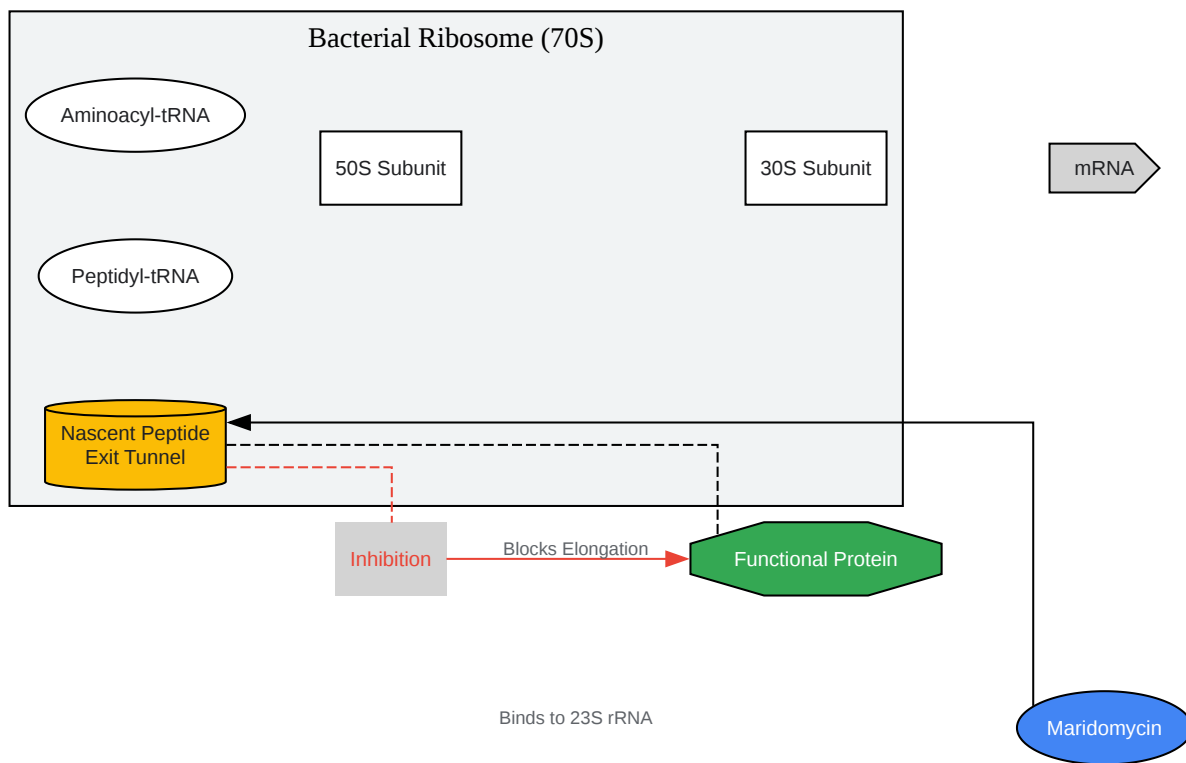 Bacterial Ribosome (70S)
Aminoacyl-tRNA
50S Subunit
30S Subunit
mRNA
Peptidyl-tRNA
Nascent Peptide
Exit Tunnel
Inhibition
Blocks Elongation
Functional Protein
Binds to 23S rRNA
Maridomycin